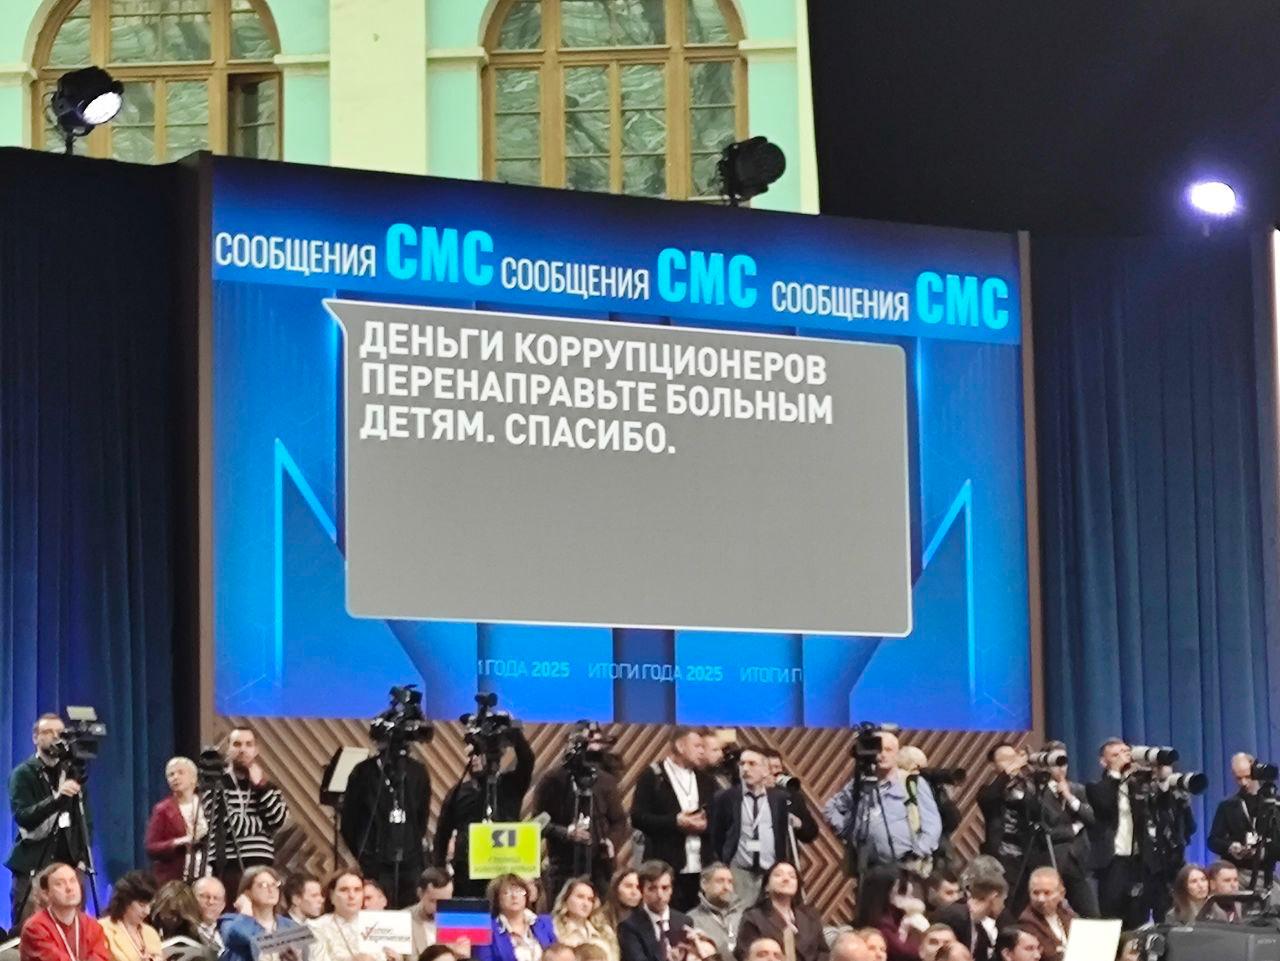 СООБЩЕНИЯ СМС СООБЩЕНИЯ СМС СООБЩЕНИЯ СМС
ДЕНЬГИ КОРРУПЦИОНЕРОВ
ПЕРЕНАПРАВЬТЕ БОЛЬНЫМ
ДЕТЯМ. СПАСИБО.
И ГОДА 2025 ИТОГИ ГОДА 2025 ИТОГИ Г